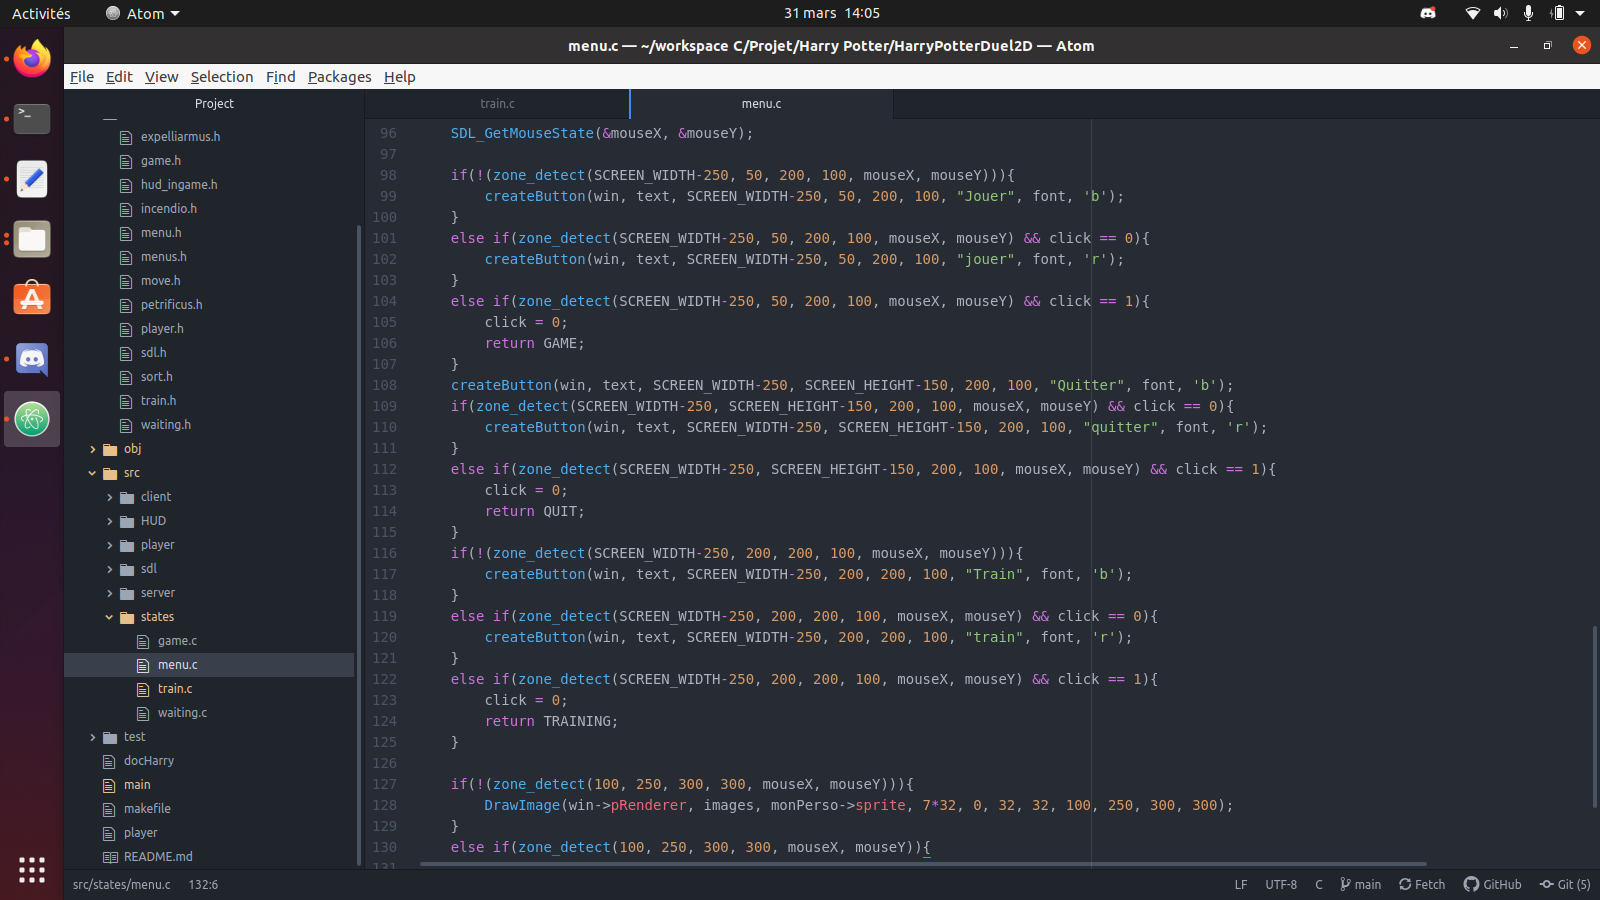 Activités
Atom
31 mars 14:05
menu.c — ~/workspace C/Projet/Harry Potter/HarryPotterDuel2D — Atom
File Edit View Selection Find Packages Help
Project
train.c
menu.c
expelliarmus.h
game.h
hud_ingame.h
incendio.h
menu.h
menus.h
move.h
petrificus.h
player.h
sdl.h
sort.h
train.h
waiting.h
obj
src
client
HUD
player
sdl
server
states
game.c
menu.c
train.c
waiting.c
test
docHarry
main
makefile
player
README.md
96 SDL_GetMouseState(&mouseX, &mouseY);
97
98 if(!(zone_detect(SCREEN_WIDTH-250, 50, 200, 100, mouseX, mouseY))){
99 createButton(win, text, SCREEN_WIDTH-250, 50, 200, 100, "Jouer", font, 'b');
100 }
101 else if(zone_detect(SCREEN_WIDTH-250, 50, 200, 100, mouseX, mouseY) && click == 0){
102 createButton(win, text, SCREEN_WIDTH-250, 50, 200, 100, "jouer", font, 'r');
103 }
104 else if(zone_detect(SCREEN_WIDTH-250, 50, 200, 100, mouseX, mouseY) && click == 1){
105 click = 0;
106 return GAME;
107 }
108 createButton(win, text, SCREEN_WIDTH-250, SCREEN_HEIGHT-150, 200, 100, "Quitter", font, 'b');
109 if(zone_detect(SCREEN_WIDTH-250, SCREEN_HEIGHT-150, 200, 100, mouseX, mouseY) && click == 0){
110 createButton(win, text, SCREEN_WIDTH-250, SCREEN_HEIGHT-150, 200, 100, "quitter", font, 'r');
111 }
112 else if(zone_detect(SCREEN_WIDTH-250, SCREEN_HEIGHT-150, 200, 100, mouseX, mouseY) && click == 1){
113 click = 0;
114 return QUIT;
115 }
116 if(!(zone_detect(SCREEN_WIDTH-250, 200, 200, 100, mouseX, mouseY))){
117 createButton(win, text, SCREEN_WIDTH-250, 200, 200, 100, "Train", font, 'b');
118 }
119 else if(zone_detect(SCREEN_WIDTH-250, 200, 200, 100, mouseX, mouseY) && click == 0){
120 createButton(win, text, SCREEN_WIDTH-250, 200, 200, 100, "train", font, 'r');
121 }
122 else if(zone_detect(SCREEN_WIDTH-250, 200, 200, 100, mouseX, mouseY) && click == 1){
123 click = 0;
124 return TRAINING;
125 }
126
127 if(!(zone_detect(100, 250, 300, 300, mouseX, mouseY))){
128 DrawImage(win->pRenderer, images, monPerso->sprite, 7*32, 0, 32, 32, 100, 250, 300, 300);
129 }
130 else if(zone_detect(100, 250, 300, 300, mouseX, mouseY)){
131
src/states/menu.c 132:6
LF UTF-8 C main Fetch GitHub Git (5)